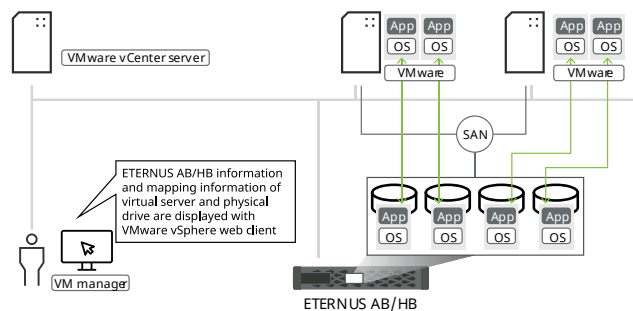 App
App
OS
OS
App
App
OS
OS
VMware vCenter server
VMware
VMware
SAN
ETERNUS AB/HB information
and mapping information of
virtual server and physical
drive are displayed with
VMware vSphere web client
App
App
App
App
OS
OS
OS
OS
VM manager
ETERNUS AB/HB